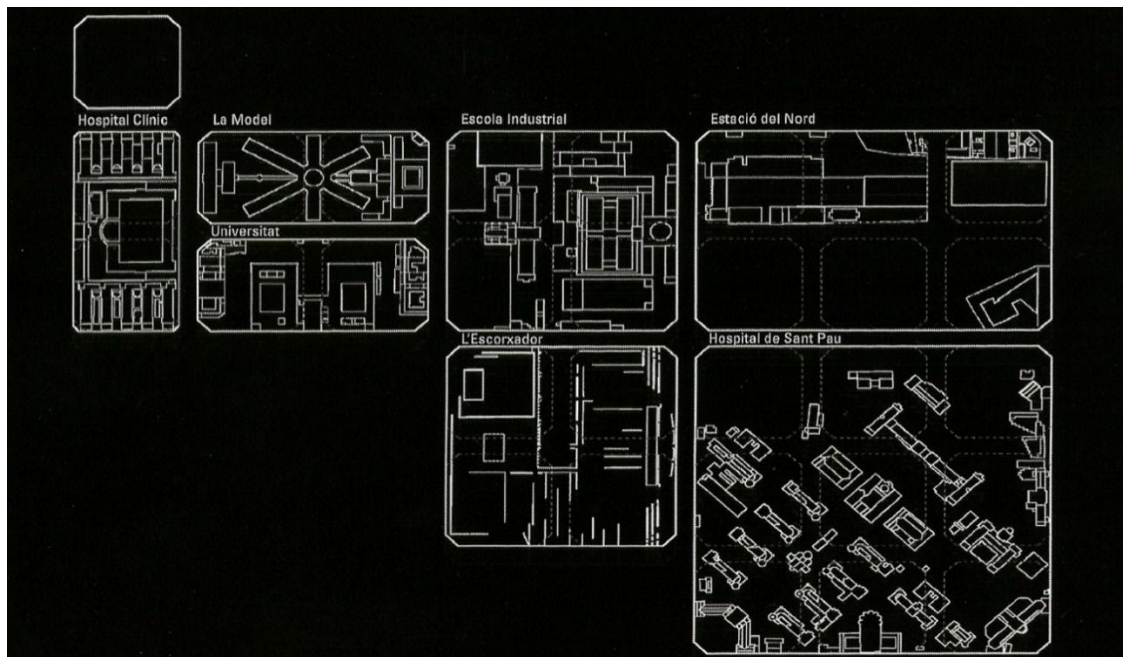 Hospital Clínic
La Model
Escola Industrial
Estació del Nord
Universitat
L'Escorxador
Hospital de Sant Pau